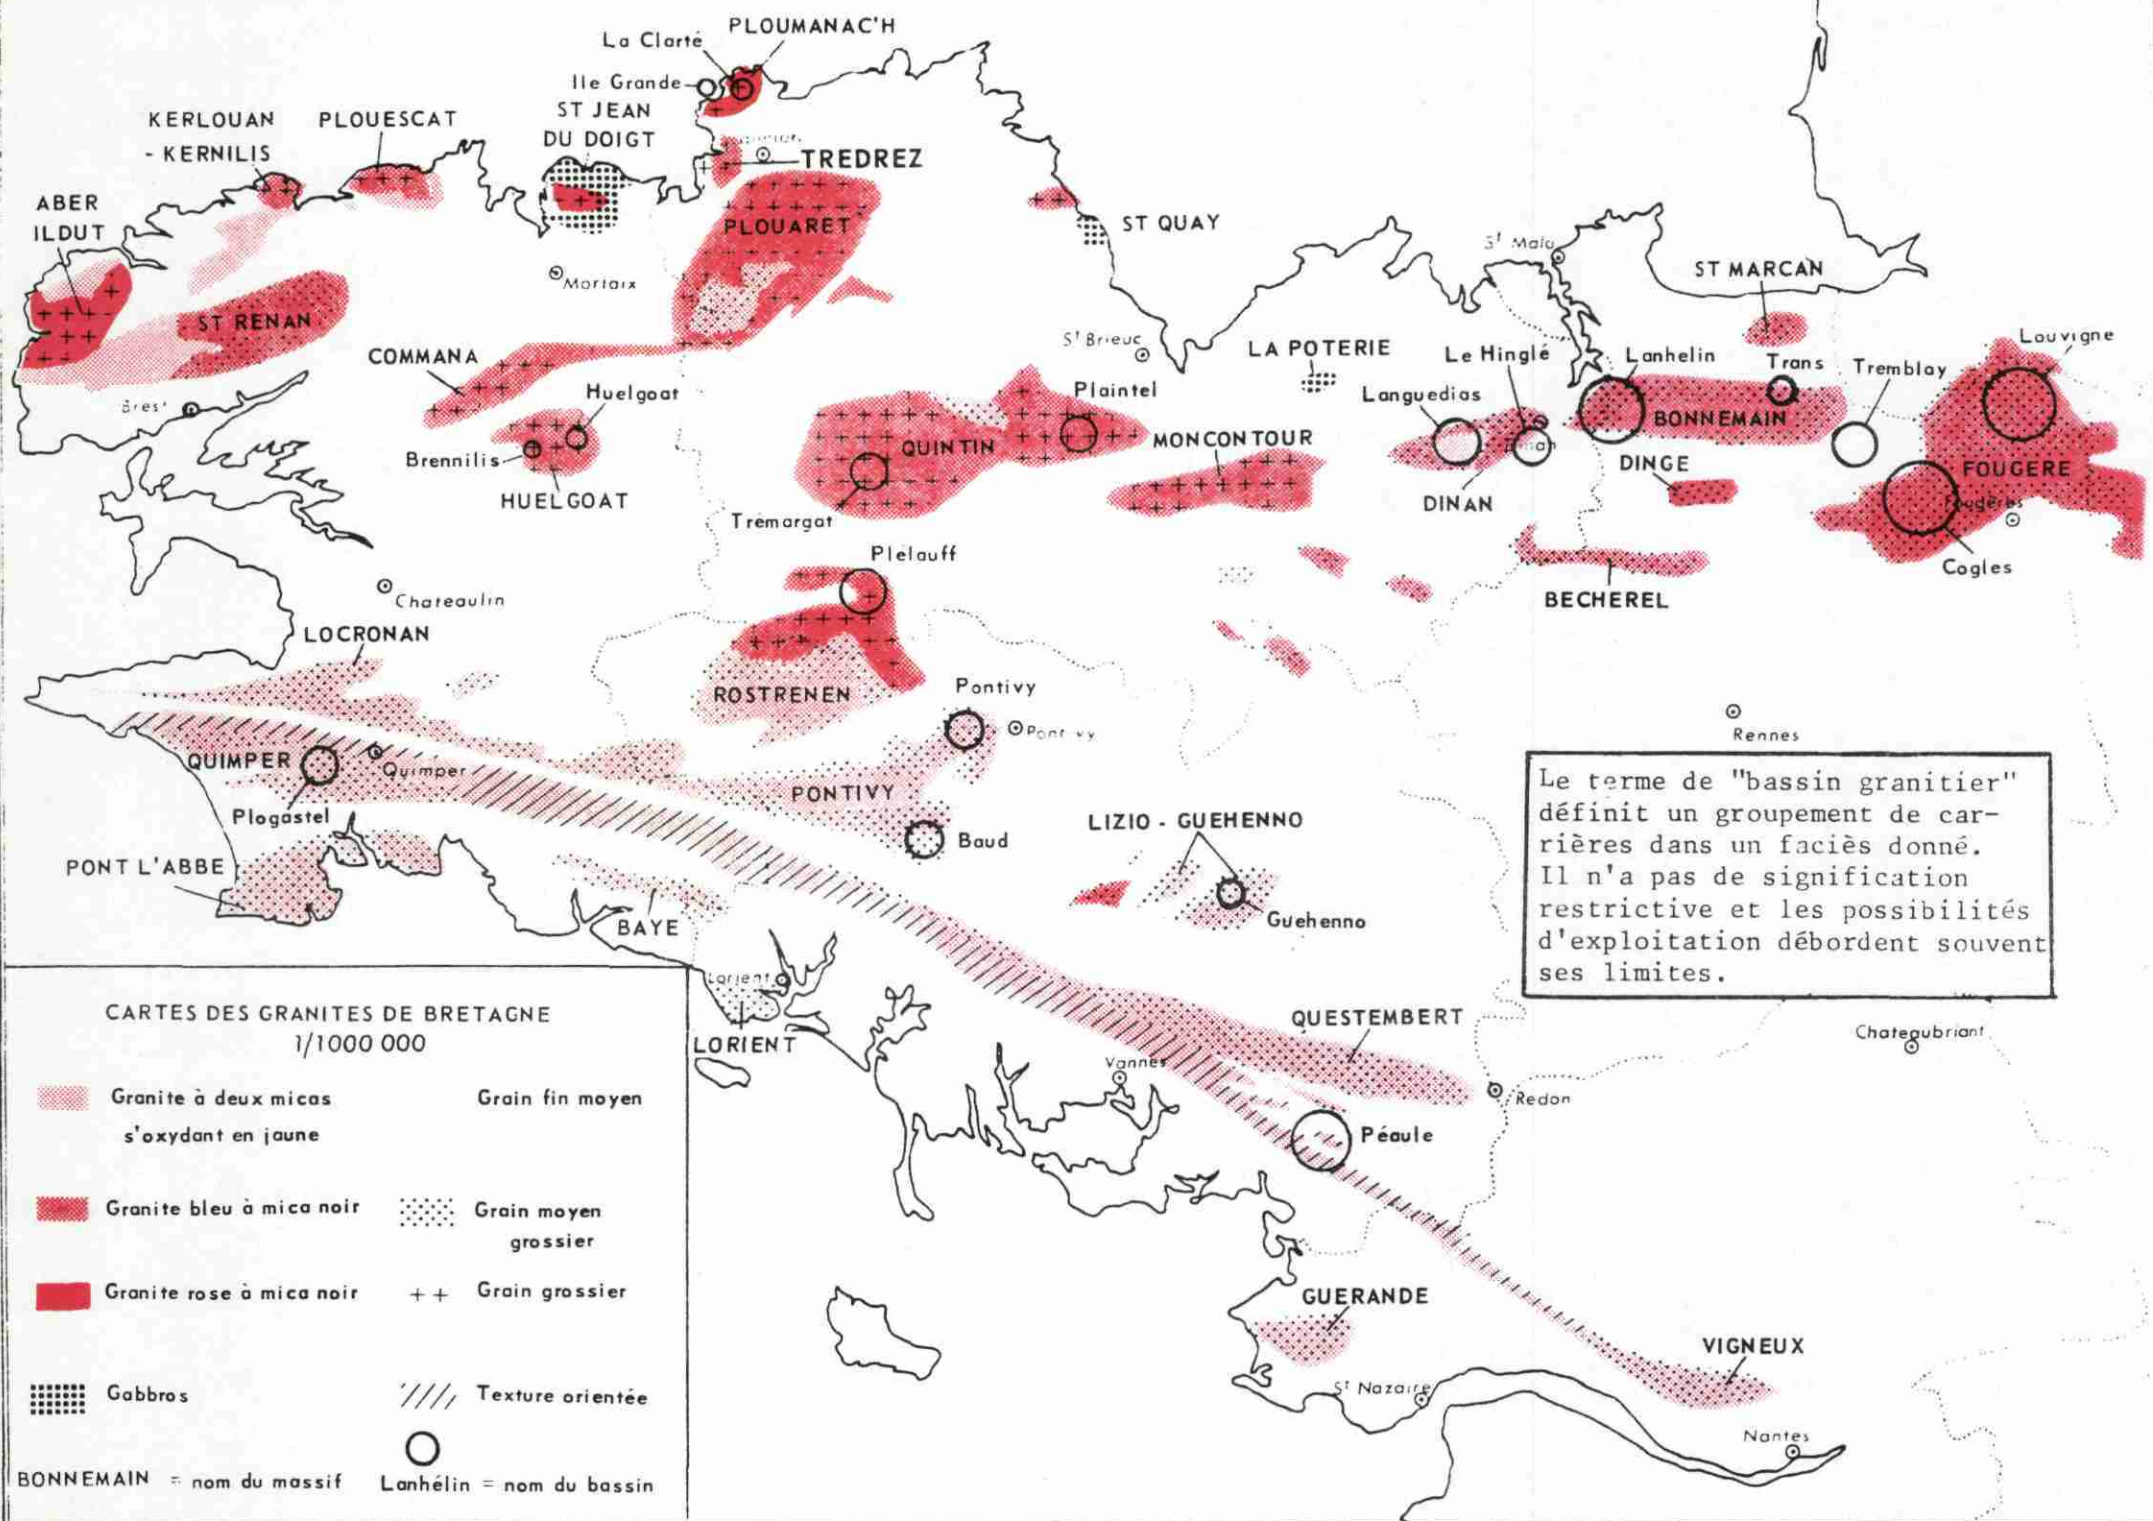 PLOUMANAC'H
La Clarté
Ile Grande
ST JEAN
DU DOIGT
KERLOUAN
- KERNILIS
PLOUESCAT
TREDREZ
ABER
ILDUT
PLOUARET
ST QUAY
St Malo
ST MARCAN
Morlaix
ST RENAN
COMMANA
St Brieuc
LA POTERIE
Le Hinglé
Lanhelin
Trans
Tremblay
Louvigne
Huelgoat
Plaintel
Languedias
Brest
QUINTIN
MONCONTOUR
BONNEMAIN
Brennilis
DINGE
FOUGERE
HUELGOAT
Trémargat
DINAN
Dinan
Fougères
Plélauff
Cogles
Chateaulin
BECHEREL
LOCRONAN
ROSTRENEN
Pontivy
Pontivy
Rennes
QUIMPER
Quimper
PONTIVY
Plogastel
LIZIO - GUEHENNO
Baud
PONT L'ABBE
Guehenno
BAYE
Le terme de "bassin granitier"
définit un groupement de car-
rières dans un faciès donné.
Il n'a pas de signification
restrictive et les possibilités
d'exploitation débordent souvent
ses limites.
Lorient
LORIENT
QUESTEMBERT
Chateaubriant
Vannes
Redon
Péaule
GUERANDE
VIGNEUX
St Nazaire
Nantes
CARTES DES GRANITES DE BRETAGNE
1/1000 000
Granite à deux micas
s'oxydant en jaune
Grain fin moyen
Granite bleu à mica noir
Grain moyen
grossier
Granite rose à mica noir
++ Grain grossier
Gabbros
Texture orientée
BONNEMAIN = nom du massif
Lanhélin = nom du bassin